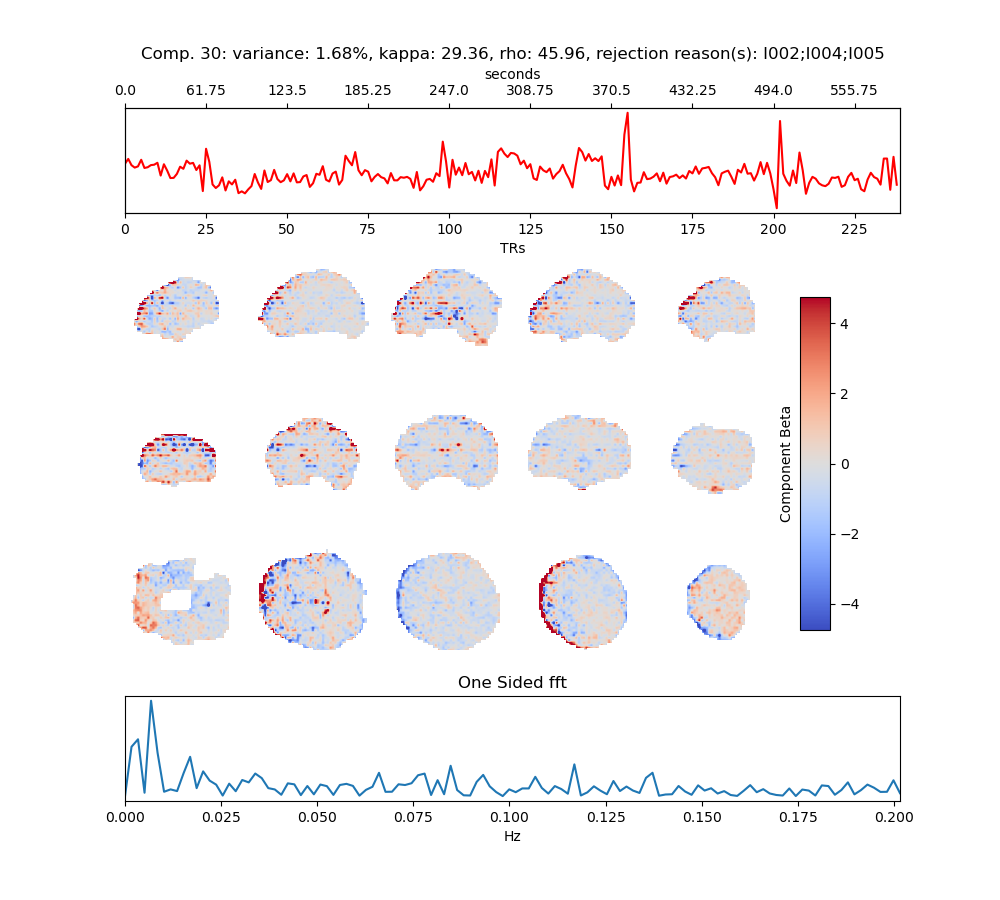 Comp. 30: variance: 1.68%, kappa: 29.36, rho: 45.96, rejection reason(s): I002;I004;I005
seconds
0.0 61.75 123.5 185.25 247.0 308.75 370.5 432.25 494.0 555.75
0 25 50 75 100 125 150 175 200 225
TRs
4
2
0
−2
−4
Component Beta
One Sided fft
0.000 0.025 0.050 0.075 0.100 0.125 0.150 0.175 0.200
Hz